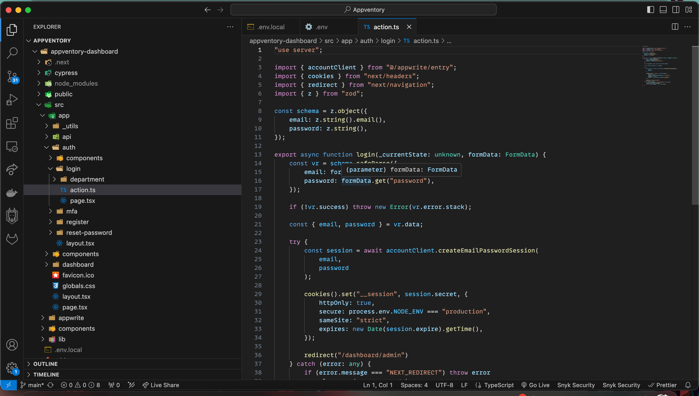 Appventory
EXPLORER
APPVENTORY
appventory-dashboard
.next
cypress
node_modules
public
src
app
_utils
api
auth
components
login
department
TS action.ts
page.tsx
mfa
register
reset-password
layout.tsx
components
dashboard
favicon.ico
globals.css
layout.tsx
page.tsx
appwrite
components
lib
.env.local
OUTLINE
TIMELINE
.env.local
.env
TS action.ts
appventory-dashboard > src > app > auth > login > TS action.ts > ...
1 "use server";
2
3 import { accountClient } from "@/appwrite/entry";
4 import { cookies } from "next/headers";
5 import { redirect } from "next/navigation";
6 import { z } from "zod";
7
8 const schema = z.object({
9 email: z.string().email(),
10 password: z.string(),
11 });
12
13 export async function login(_currentState: unknown, formData: FormData) {
14 const vr = schema.safeParse({
(parameter) formData: FormData
15 email: for
16 password: formData.get("password"),
17 });
18
19 if (!vr.success) throw new Error(vr.error.stack);
20
21 const { email, password } = vr.data;
22
23 try {
24 const session = await accountClient.createEmailPasswordSession(
25 email,
26 password
27 );
28
29 cookies().set("__session", session.secret, {
30 httpOnly: true,
31 secure: process.env.NODE_ENV === "production",
32 sameSite: "strict",
33 expires: new Date(session.expire).getTime(),
34 });
35
36 redirect("/dashboard/admin")
37 } catch (error: any) {
38 if (error.message === "NEXT_REDIRECT") throw error
main* 0 0 8 0 Live Share Ln 1, Col 1 Spaces: 4 UTF-8 LF TypeScript Go Live Snyk Security Snyk Security Prettier